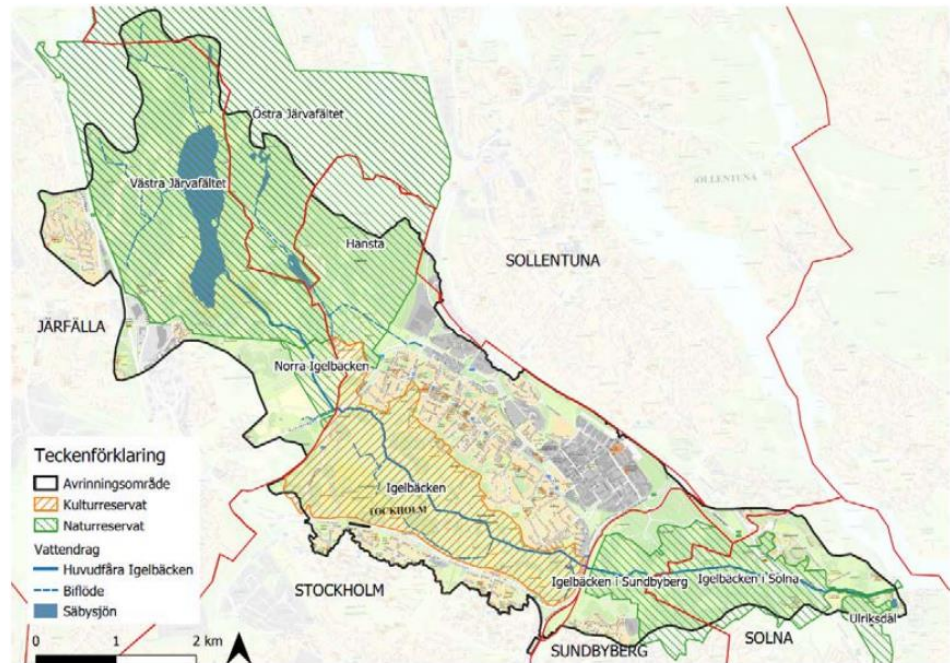 Östra Järvafältet
SOLLENTUNA
Västra Järvafältet
Hansta
SOLLENTUNA
JÄRFÄLLA
Norra Igelbäcken
Teckenförklaring
Avrinningsområde
Kulturreservat
Naturreservat
Vattendrag
Huvudfåra Igelbäcken
Biflöde
Säbysjön
Igelbäcken
STOCKHOLM
Igelbäcken i Sundbyberg
Igelbäcken i Solna
Ulriksdal
STOCKHOLM
SUNDBYBERG
SOLNA
0 1 2 km